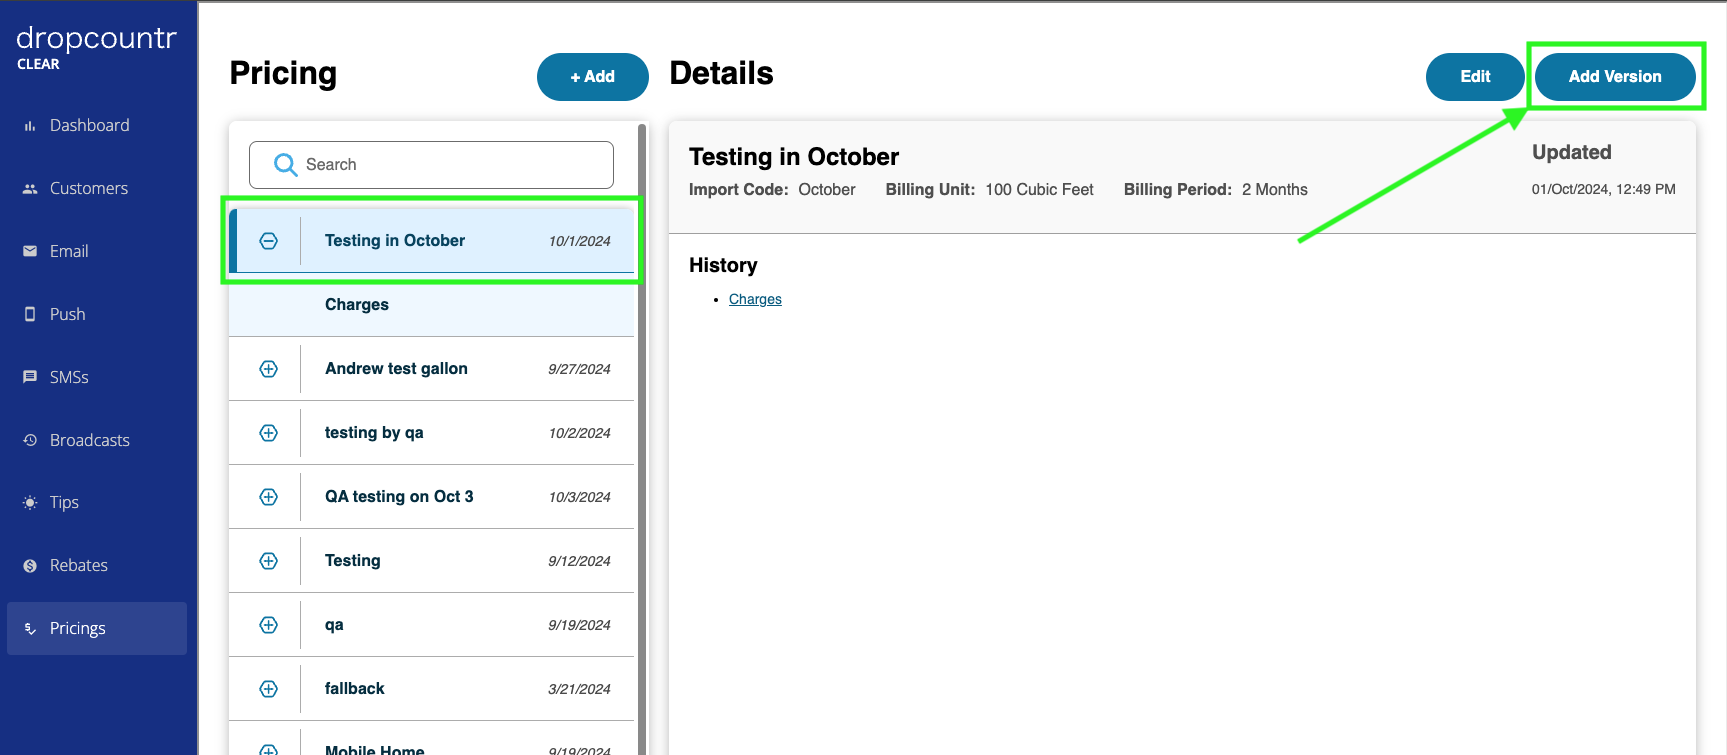 dropcountr
CLEAR
Dashboard
Customers
Email
Push
SMSs
Broadcasts
Tips
Rebates
Pricings
Pricing
+ Add
Search
Testing in October 10/1/2024
Charges
Andrew test gallon 9/27/2024
testing by qa 10/2/2024
QA testing on Oct 3 10/3/2024
Testing 9/12/2024
qa 9/19/2024
fallback 3/21/2024
Mobile Home 9/19/2024
Details
Edit
Add Version
Testing in October
Updated
Import Code: October Billing Unit: 100 Cubic Feet Billing Period: 2 Months
01/Oct/2024, 12:49 PM
History
• Charges